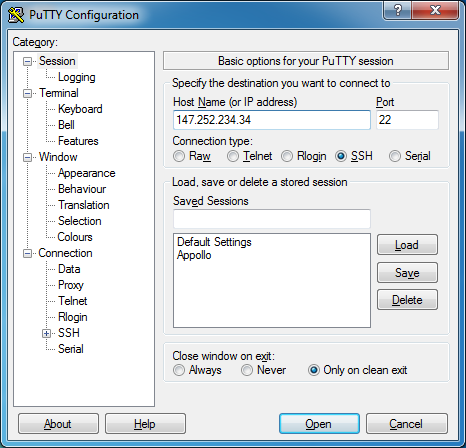 PuTTY Configuration
Category:
Session
Logging
Terminal
Keyboard
Bell
Features
Window
Appearance
Behaviour
Translation
Selection
Colours
Connection
Data
Proxy
Telnet
Rlogin
SSH
Serial
Basic options for your PuTTY session
Specify the destination you want to connect to
Host Name (or IP address) Port
147.252.234.34 22
Connection type:
Raw Telnet Rlogin SSH Serial
Load, save or delete a stored session
Saved Sessions
Default Settings
Appollo
Load
Save
Delete
Close window on exit:
Always Never Only on clean exit
About Help Open Cancel